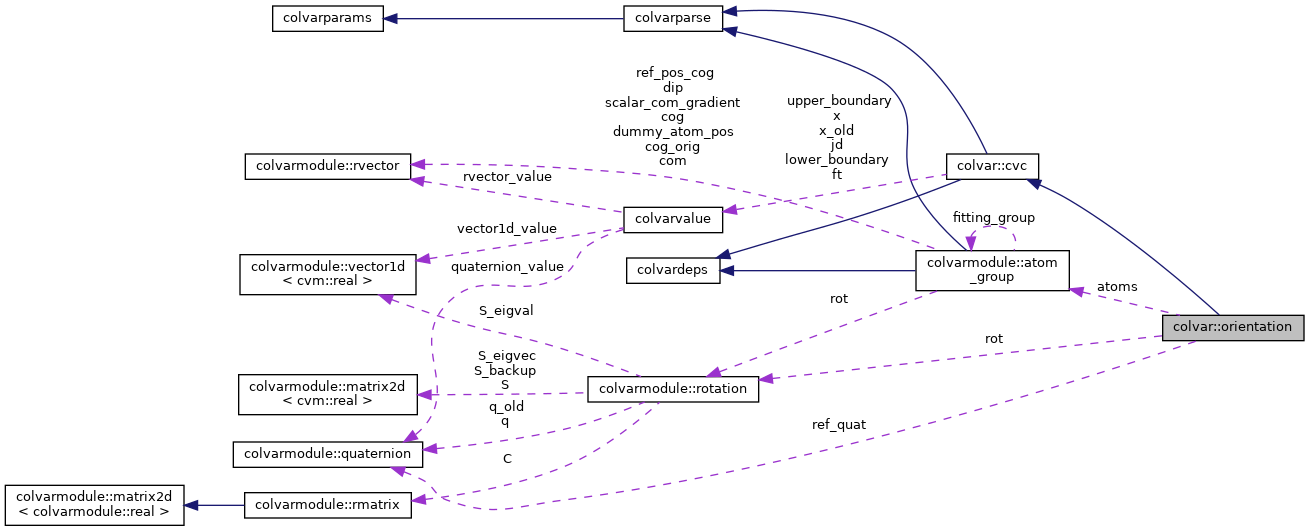 colvarparams
colvarparse
ref_pos_cog
dip
scalar_com_gradient
cog
dummy_atom_pos
cog_orig
com
upper_boundary
x
x_old
jd
lower_boundary
ft
colvarmodule::rvector
colvar::cvc
rvector_value
colvarvalue
fitting_group
vector1d_value
colvarmodule::vector1d
< cvm::real >
quaternion_value
colvardeps
colvarmodule::atom
_group
atoms
S_eigval
rot
colvar::orientation
rot
S_eigvec
S_backup
S
colvarmodule::matrix2d
< cvm::real >
colvarmodule::rotation
q_old
q
ref_quat
colvarmodule::quaternion
C
colvarmodule::matrix2d
< colvarmodule::real >
colvarmodule::rmatrix